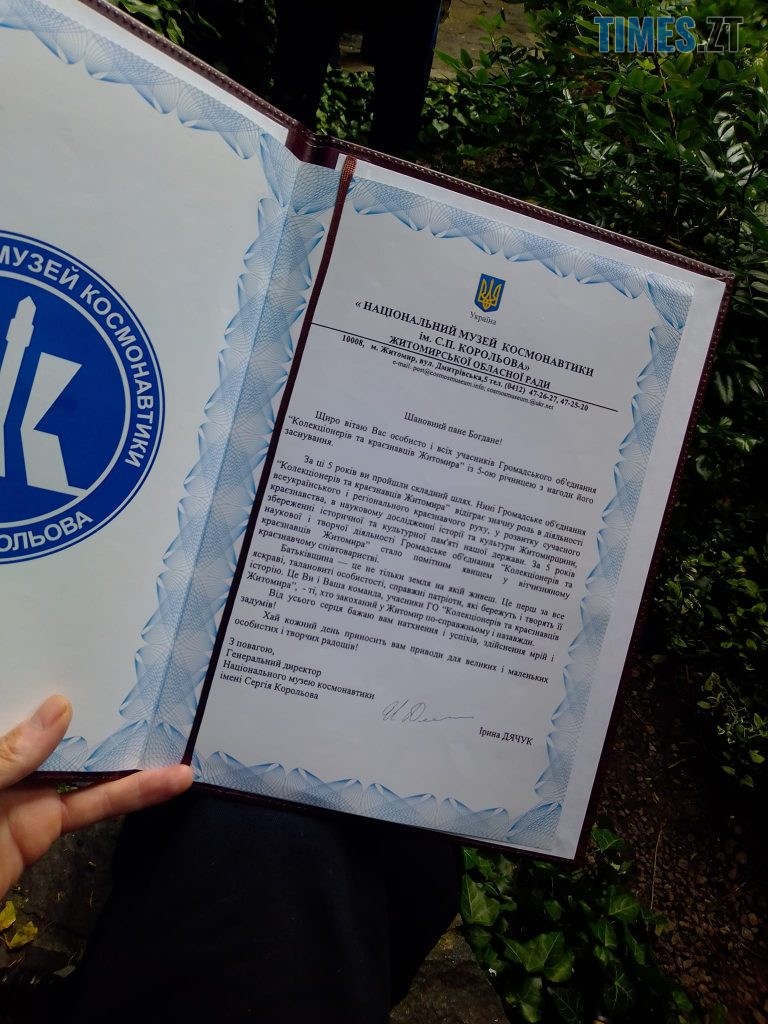 TIMES.ZT
МУЗЕЙ КОСМОНАВТИКИ
К
ОРОЛЬОВА
Україна
« НАЦІОНАЛЬНИЙ МУЗЕЙ КОСМОНАВТИКИ
ім. С.П. КОРОЛЬОВА»
ЖИТОМИРСЬКОЇ ОБЛАСНОЇ РАДИ
10008, м. Житомир, вул. Дмитрівська,5 тел. (0412) 47-26-27, 47-25-20
e-mail: post@cosmosmuseum.info; cosmosmuseum@ukr.net
Шановний пане Богдане!
Щиро вітаю Вас особисто і всіх учасників Громадського об'єднання
"Колекціонерів та краєзнавців Житомира" із 5-ою річницею з нагоди його
заснування.
За ці 5 років ви пройшли складний шлях. Нині Громадське об'єднання
"Колекціонерів та краєзнавців Житомира" відіграє значну роль в діяльності
всеукраїнського і регіонального краєзнавчого руху, у розвитку сучасного
краєзнавства, в науковому дослідженні історії та культури Житомирщини,
збереженні історичної та культурної пам'яті нашої держави. За 5 років
наукової і творчої діяльності Громадське об'єднання "Колекціонерів та
краєзнавців Житомира" стало помітним явищем у вітчизняному
краєзнавчому співтоваристві.
Батьківщина — це не тільки земля на якій живеш. Це перш за все
яскраві, талановиті особистості, справжні патріоти, які бережуть і творять її
історію. Це Ви і Ваша команда, учасники ГО "Колекціонерів та краєзнавців
Житомира", - ті, хто закоханий у Житомир по-справжньому і назавжди.
Від усього серця бажаю вам натхнення і успіхів, здійснення мрій і
задумів!
Хай кожний день приносить вам приводи для великих і маленьких
особистих і творчих радощів!
З повагою,
Генеральний директор
Національного музею космонавтики
імені Сергія Корольова
Ірина ДЯЧУК